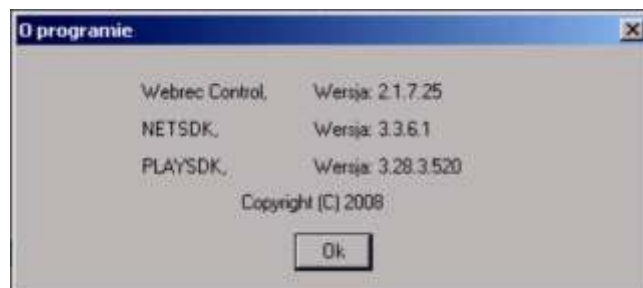 O programie
Webrec Control, Wersja: 2.1.7.25
NETSDK, Wersja: 3.3.6.1
PLAYSDK, Wersja: 3.28.3.520
Copyright (C) 2008
Ok